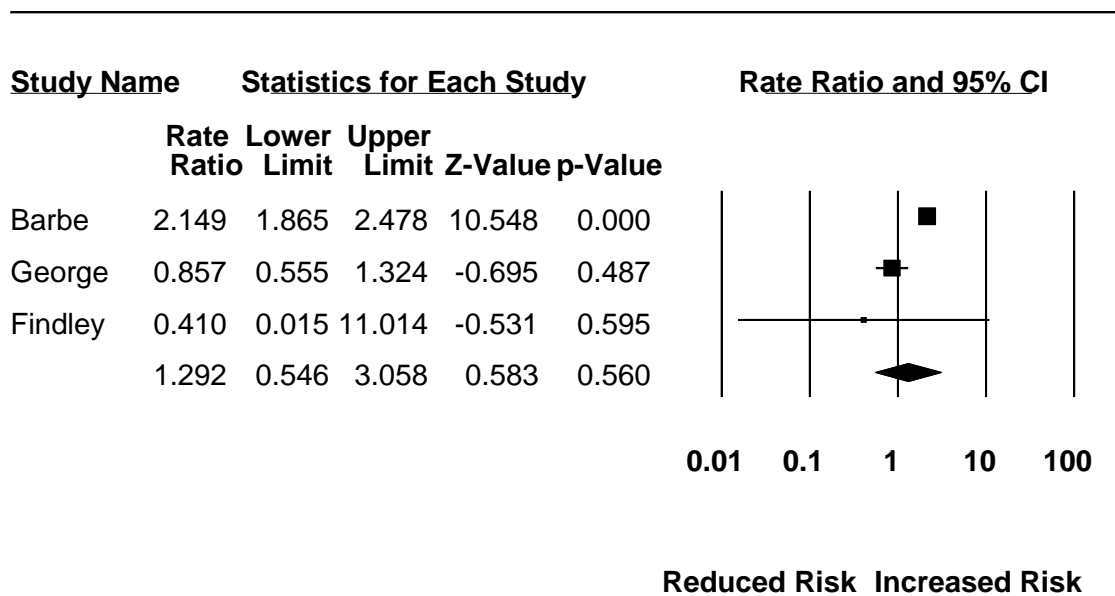 Study Name Statistics for Each Study Rate Ratio and 95% CI
Rate Lower Upper
Ratio Limit Limit Z-Value p-Value
Barbe 2.149 1.865 2.478 10.548 0.000
George 0.857 0.555 1.324 -0.695 0.487
Findley 0.410 0.015 11.014 -0.531 0.595
1.292 0.546 3.058 0.583 0.560
0.01 0.1 1 10 100
Reduced Risk Increased Risk